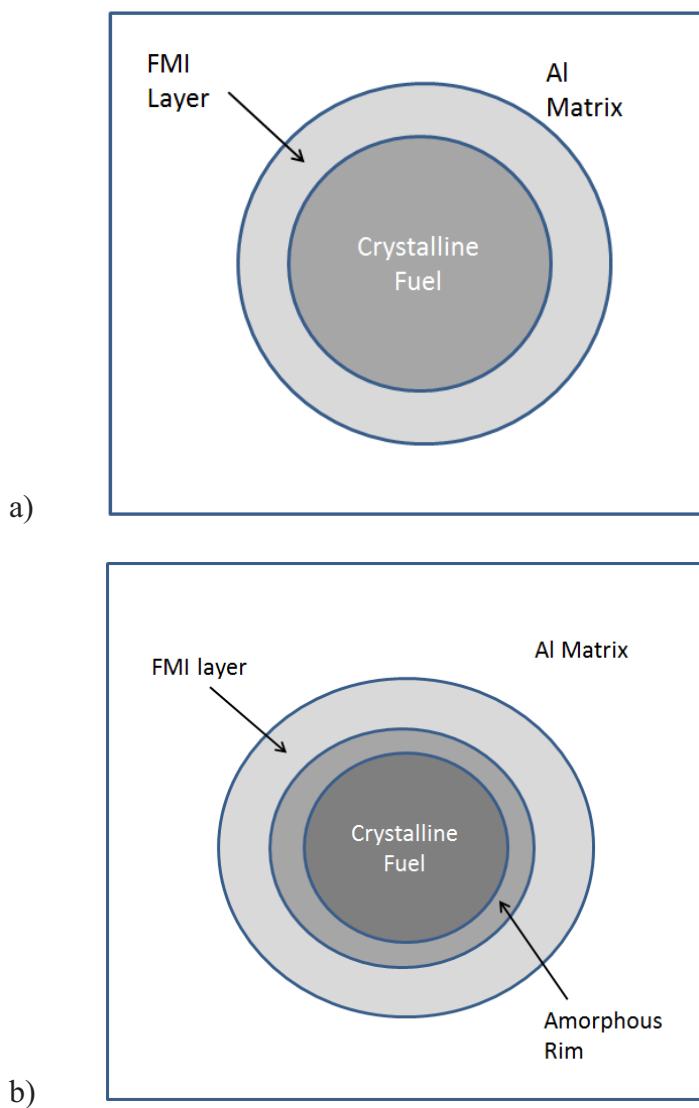 FMI
Layer
Al
Matrix
Crystalline
Fuel
a)
Al Matrix
FMI layer
Crystalline
Fuel
Amorphous
Rim
b)